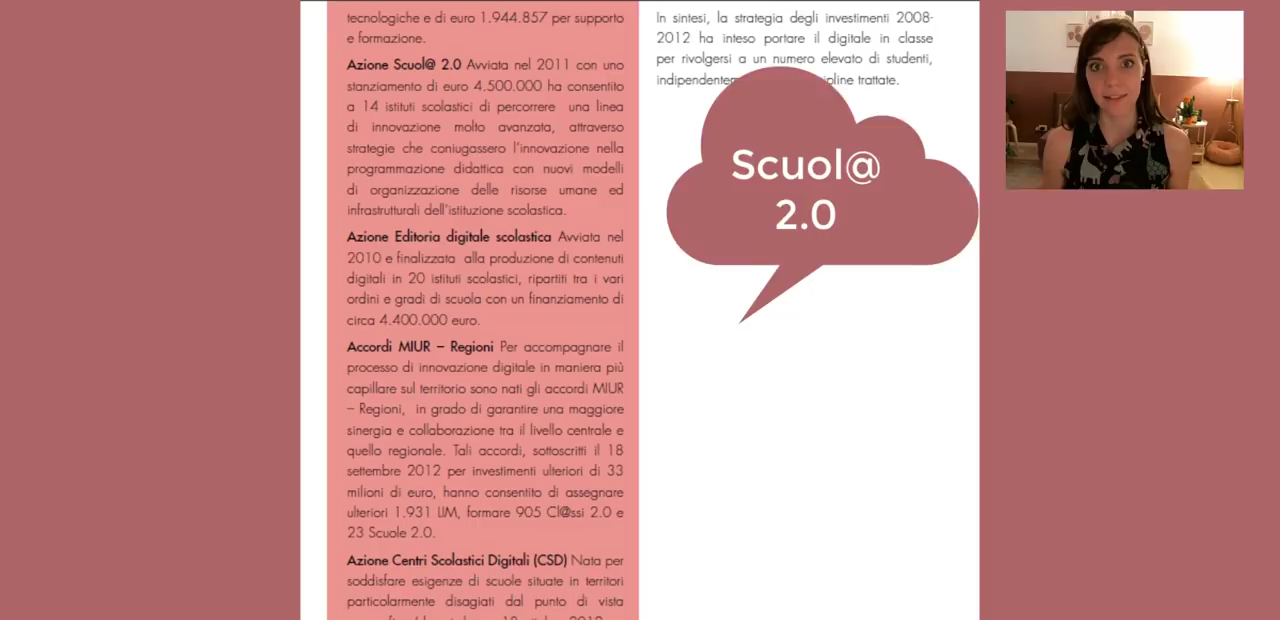 tecnologiche e di euro 1.944.857 per supporto
e formazione.
Azione Scuol@ 2.0 Avviata nel 2011 con uno
stanziamento di euro 4.500.000 ha consentito
a 14 istituti scolastici di percorrere una linea
di innovazione molto avanzata, attraverso
strategie che coniugassero l’innovazione nella
programmazione didattica con nuovi modelli
di organizzazione delle risorse umane ed
infrastrutturali dell’istituzione scolastica.
Azione Editoria digitale scolastica Avviata nel
2010 e finalizzata alla produzione di contenuti
digitali in 20 istituti scolastici, ripartiti tra i vari
ordini e gradi di scuola con un finanziamento di
circa 4.400.000 euro.
Accordi MIUR – Regioni Per accompagnare il
processo di innovazione digitale in maniera più
capillare sul territorio sono nati gli accordi MIUR
– Regioni, in grado di garantire una maggiore
sinergia e collaborazione tra il livello centrale e
quello regionale. Tali accordi, sottoscritti il 18
settembre 2012 per investimenti ulteriori di 33
milioni di euro, hanno consentito di assegnare
ulteriori 1.931 LIM, formare 905 Cl@ssi 2.0 e
23 Scuole 2.0.
Azione Centri Scolastici Digitali (CSD) Nata per
soddisfare esigenze di scuole situate in territori
particolarmente disagiati dal punto di vista
In sintesi, la strategia degli investimenti 2008-
2012 ha inteso portare il digitale in classe
per rivolgersi a un numero elevato di studenti,
trattate.
Scuol@
2.0